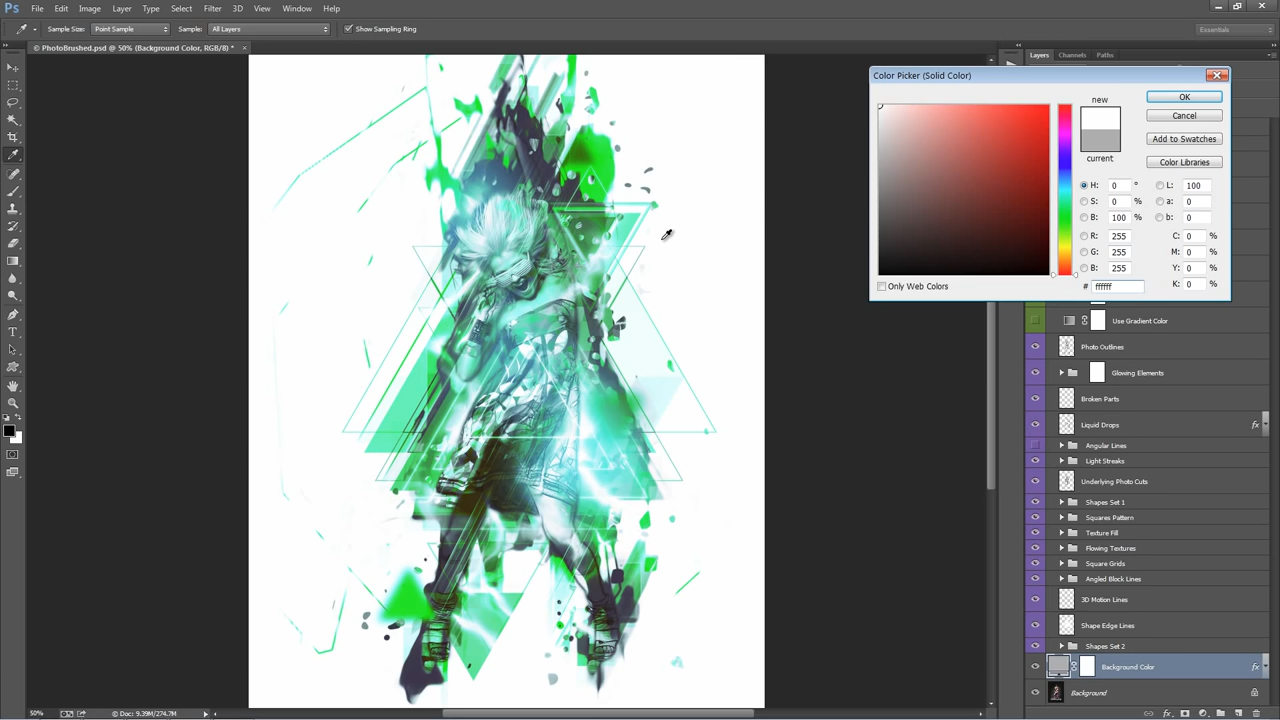 Ps File Edit Image Layer Type Select Filter 3D View Window Help
Sample Size: Point Sample Sample: All Layers Show Sampling Ring Essentials
© PhotoBrushed.psd @ 50% (Background Color, RGB/8) *
Layers Channels Paths
Color Picker (Solid Color)
new
current
OK
Cancel
Add to Swatches
Color Libraries
H: 0 ° L: 100
S: 0 % a: 0
B: 100 % b: 0
R: 255 C: 0 %
G: 255 M: 0 %
B: 255 Y: 0 %
# ffffff K: 0 %
Only Web Colors
Use Gradient Color
Photo Outlines
Glowing Elements
Broken Parts
Liquid Drops fx
Angular Lines
Light Streaks
Underlying Photo Cuts
Shapes Set 1
Squares Pattern
Texture Fill
Flowing Textures
Square Grids
Angled Block Lines
3D Motion Lines
Shape Edge Lines
Shapes Set 2
Background Color fx
Background
50% Doc: 9.39M/274.7M
fx